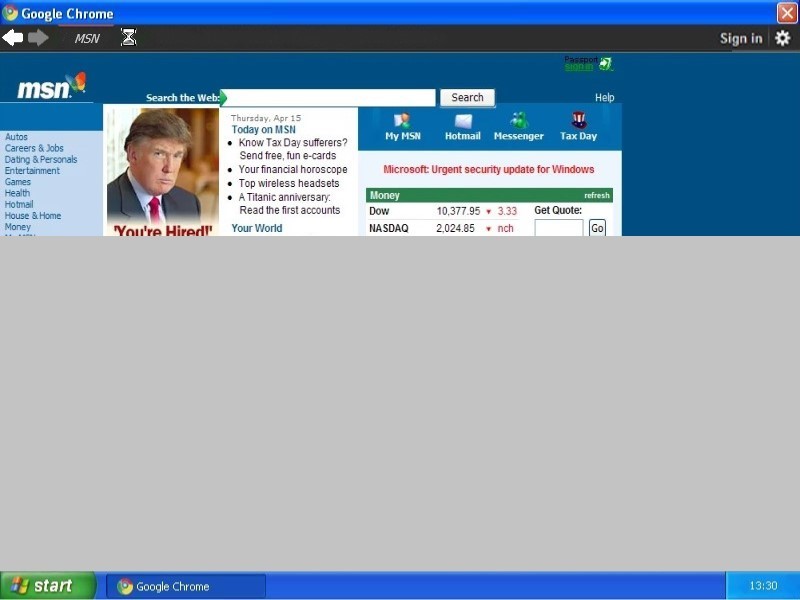 Google Chrome
MSN
Sign in
Passport
sign-in
msn
Search the Web:
Search
Help
Autos
Careers & Jobs
Dating & Personals
Entertainment
Games
Health
Hotmail
House & Home
Money
"You're Hired!"
Thursday, Apr 15
Today on MSN
Know Tax Day sufferers?
Send free, fun e-cards
Your financial horoscope
Top wireless headsets
A Titanic anniversary:
Read the first accounts
Your World
My MSN Hotmail Messenger Tax Day
Microsoft: Urgent security update for Windows
Money refresh
Dow 10,377.95 ▼ 3.33 Get Quote:
NASDAQ 2,024.85 ▼ nch Go
start Google Chrome 13:30